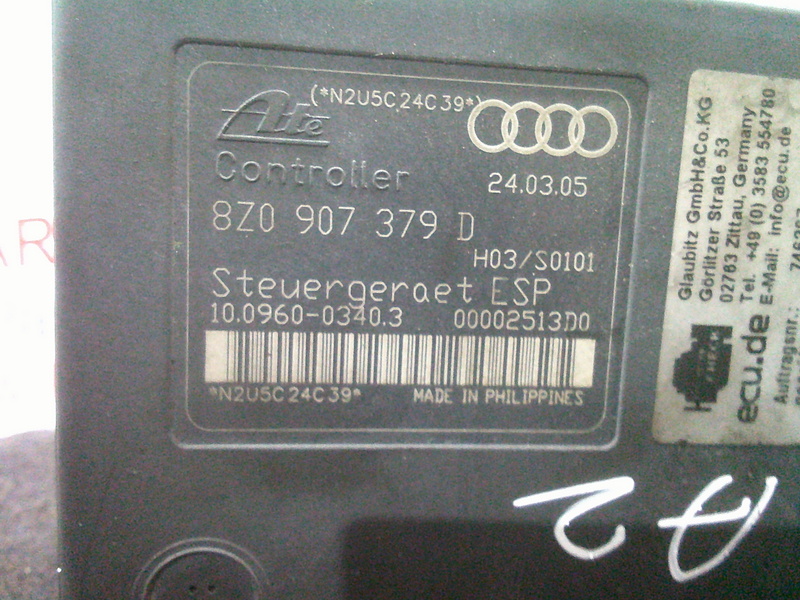 (*N2U5C24C39*)
Ate
Controller
24.03.05
8Z0 907 379 D
H03/S0101
Steuergeraet ESP
10.0960-0340.3 00002513D0
*N2U5C24C39*
MADE IN PHILIPPINES
Glaubitz GmbH&Co.KG
Görlitzer Straße 53
02763 Zittau, Germany
Tel. +49 (0) 3583 554780
E-Mail: info@ecu.de
Auftragsnr.:
CHECK
ecu.de
A2
AR